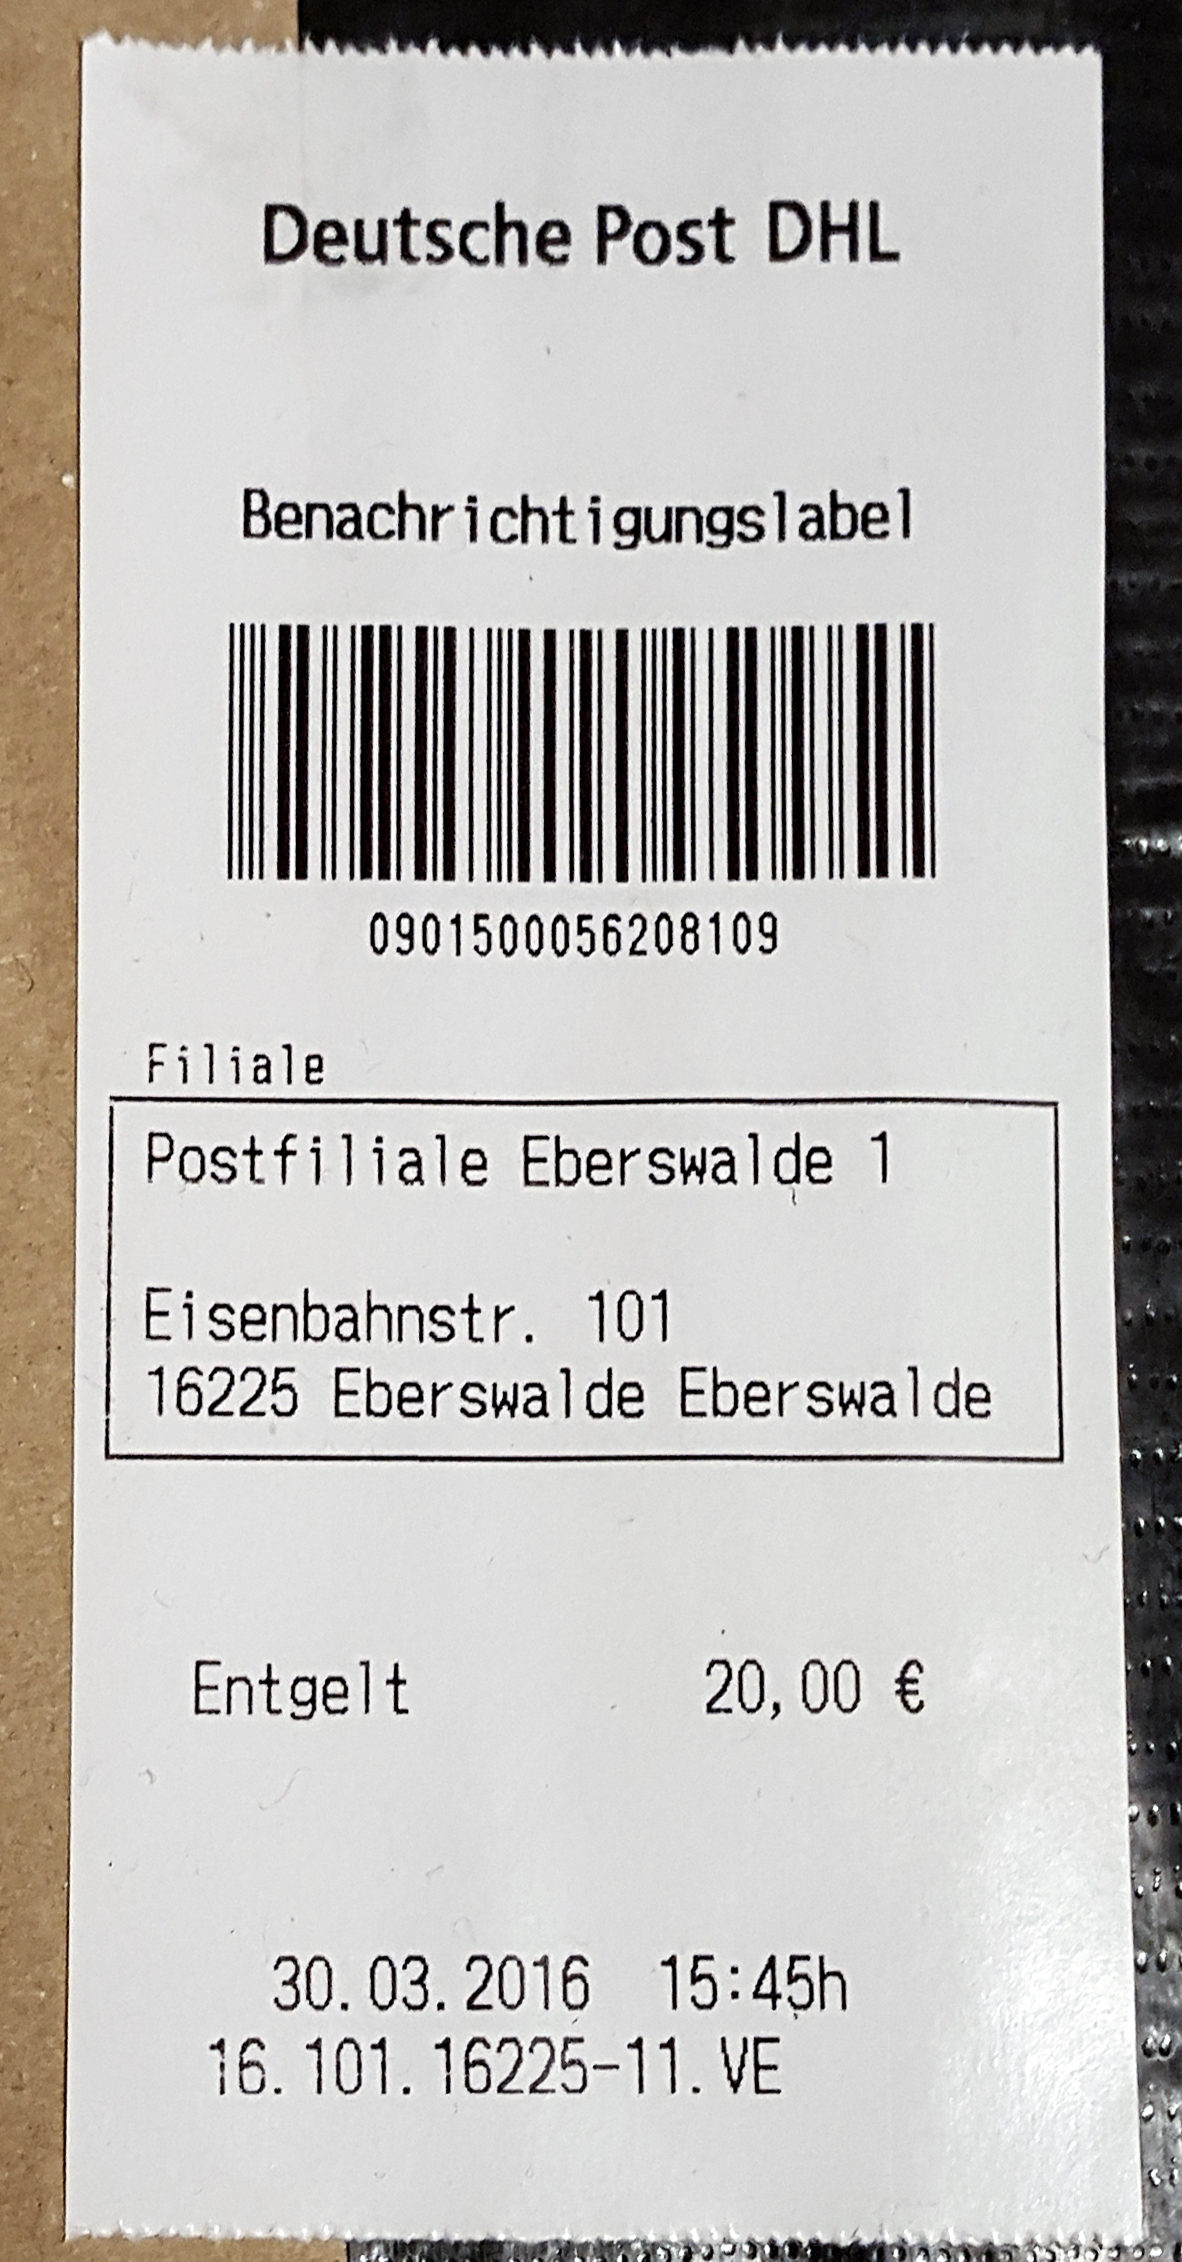 Deutsche Post DHL
Benachrichtigungslabel
0901500056208109
Filiale
Postfiliale Eberswalde 1
Eisenbahnstr. 101
16225 Eberswalde Eberswalde
Entgelt 20,00 €
30.03.2016 15:45h
16.101.16225-11.VE